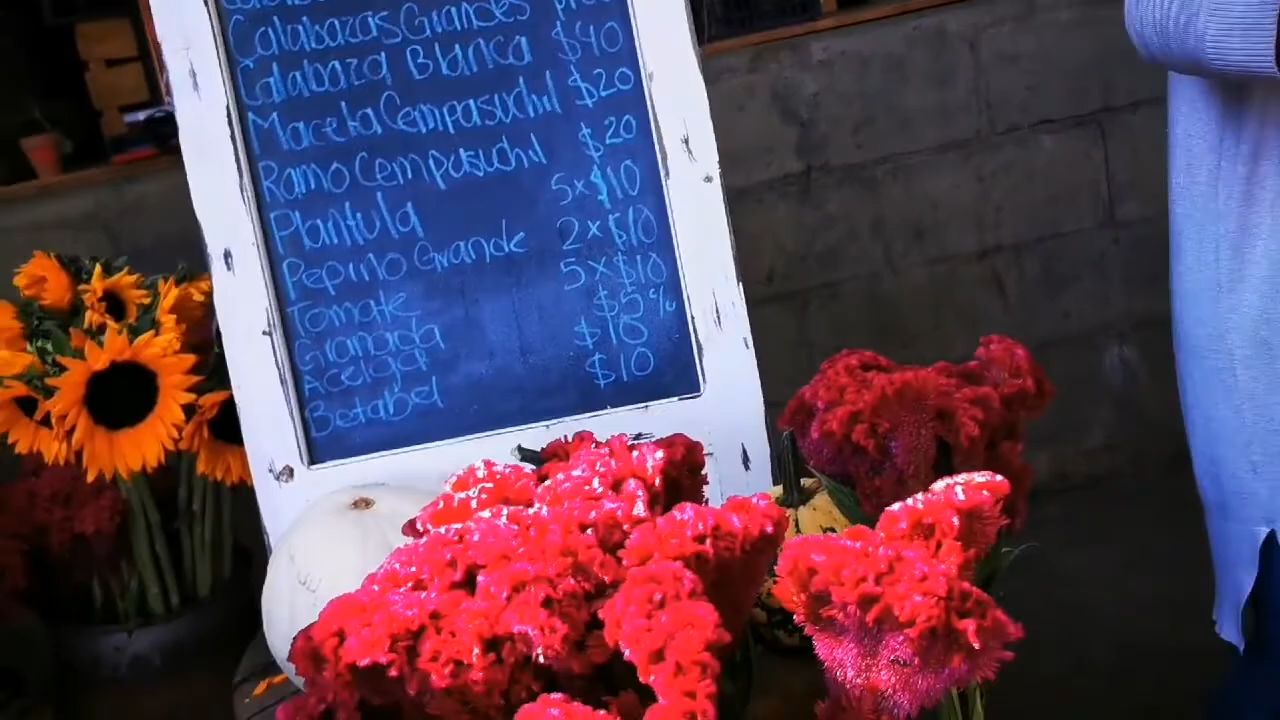 Calabazas Grandes
Calabaza Blanca $40
Maceta Cempasuchil $20
Ramo Cempasuchil $20
Plantula 5x$10
Pepino Grande 2x$10
Tomate 5x$10
Granada $5 %
Acelga $10
Betabel $10